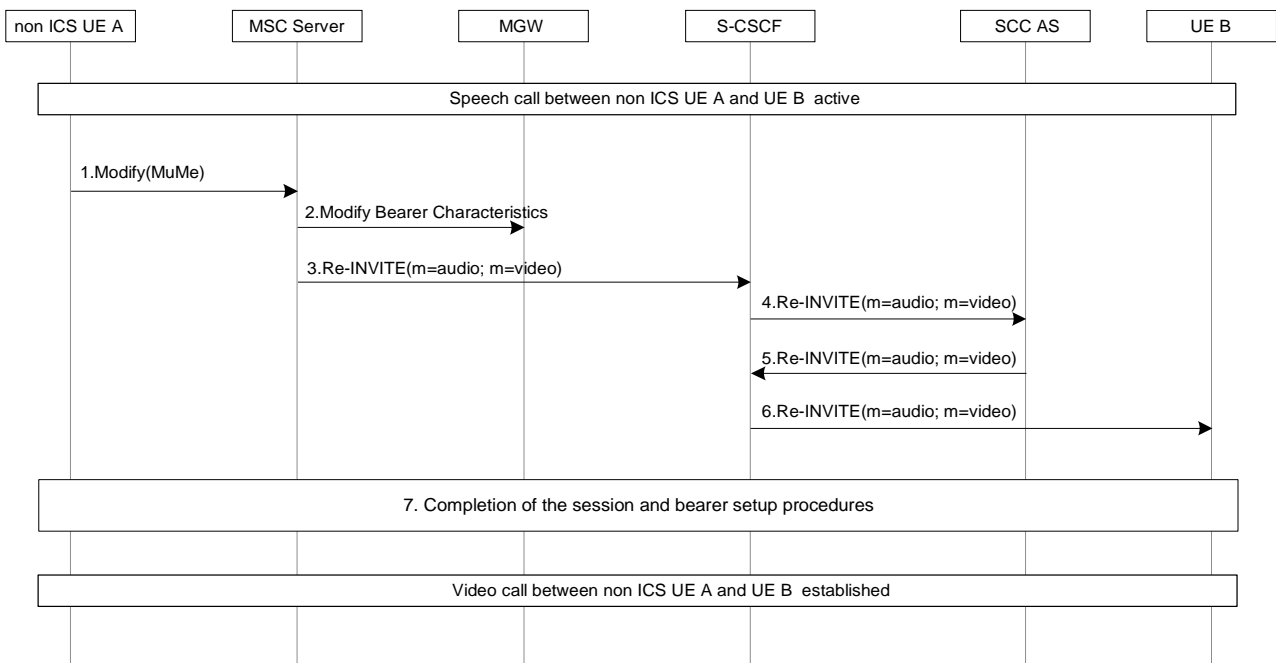 non ICS UE A
MSC Server
MGW
S-CSCF
SCC AS
UE B
Speech call between non ICS UE A and UE B  active
1.Modify(MuMe)
2.Modify Bearer Characteristics
3.Re-INVITE(m=audio; m=video)
4.Re-INVITE(m=audio; m=video)
5.Re-INVITE(m=audio; m=video)
6.Re-INVITE(m=audio; m=video)
7. Completion of the session and bearer setup procedures
Video call between non ICS UE A and UE B  established